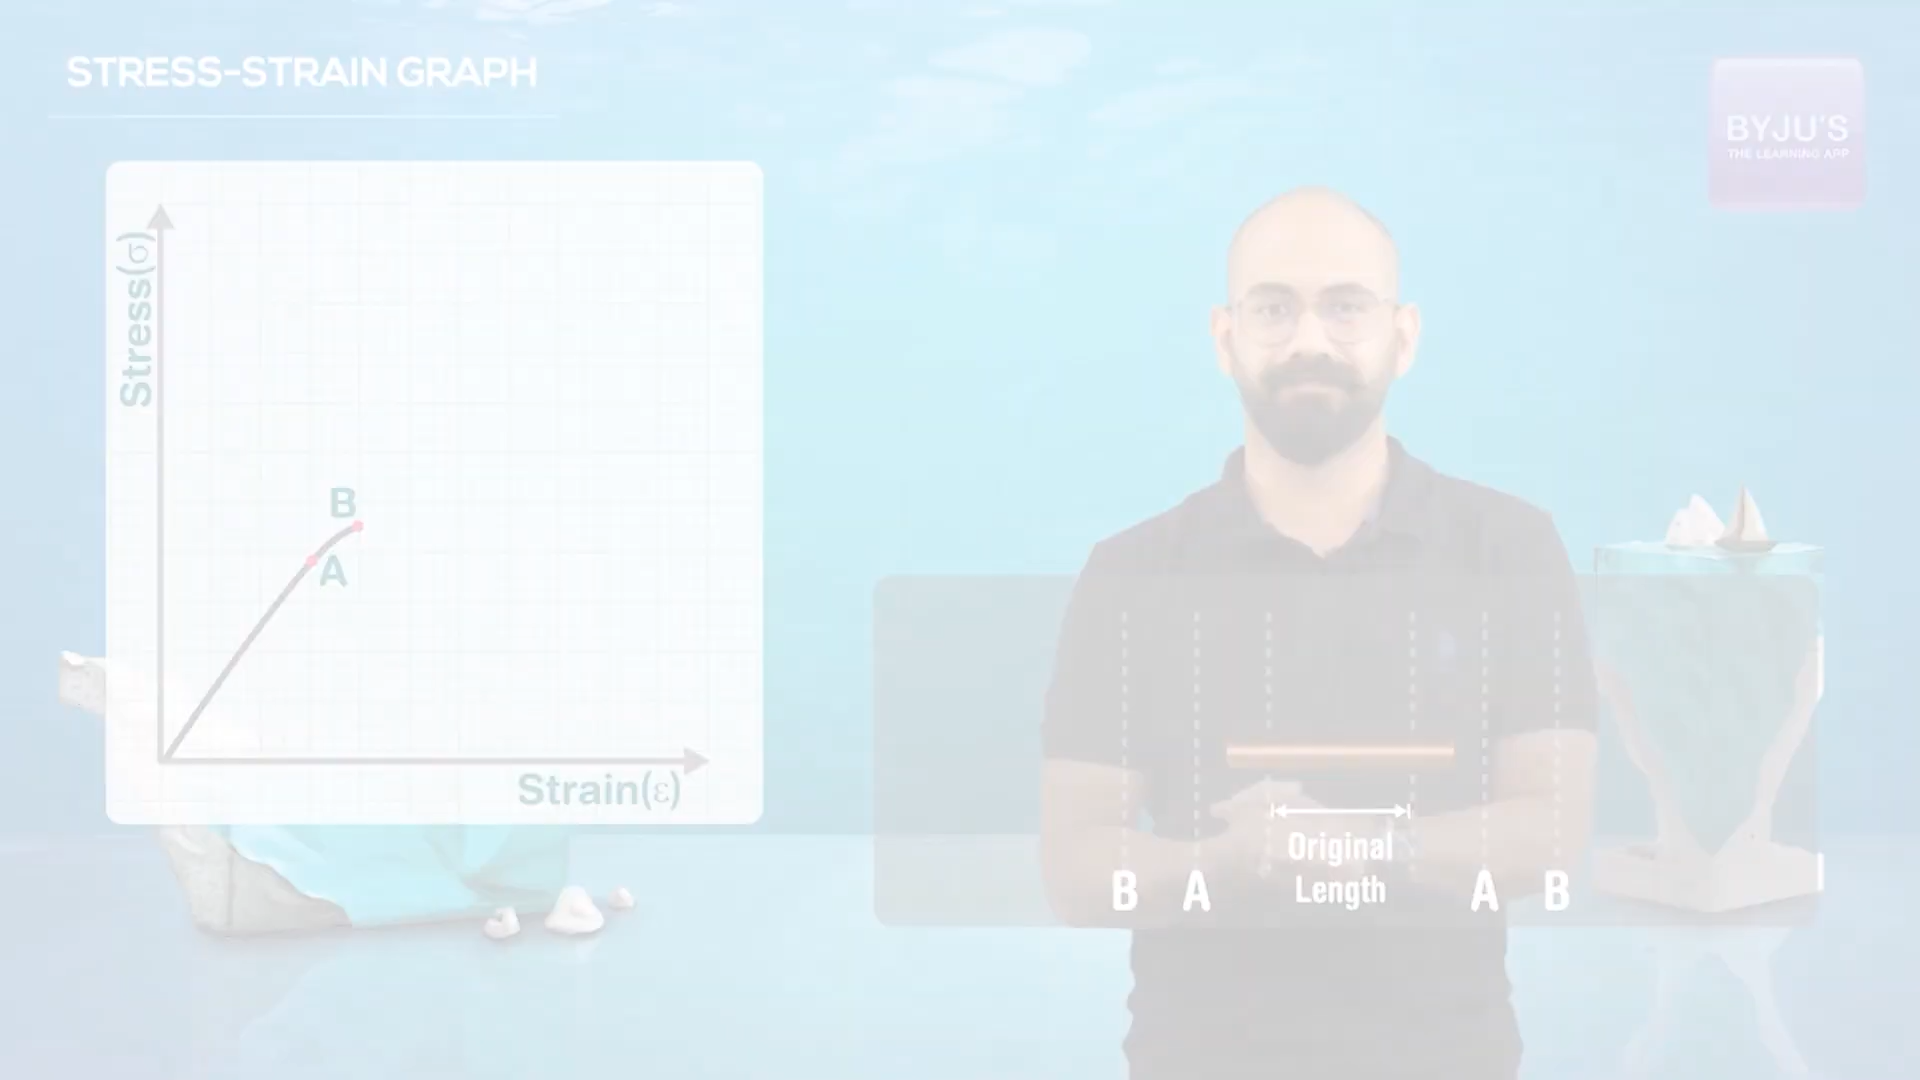 STRESS-STRAIN GRAPH
BYJU'S
THE LEARNING APP
Stress(σ)
B
A
Strain(ε)
Original
Length
B A A B